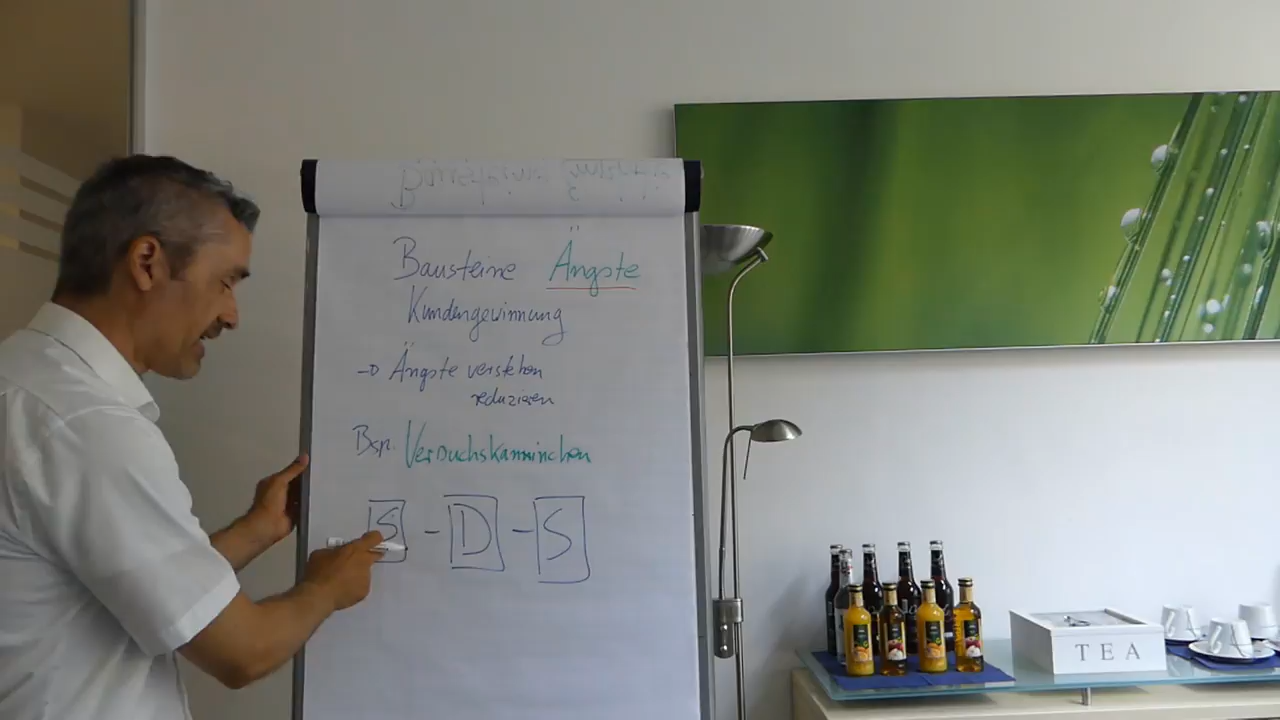 Bausteine Ängste
Kundengewinnung
→ Ängste verstehen
reduzieren
Bsp. Versuchskaninchen
S - D - S
TEA